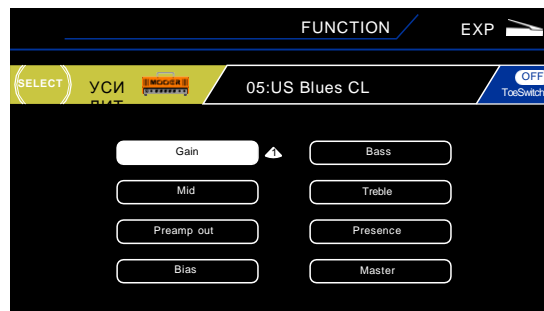 FUNCTION EXP
SELECT УСИ MOOER 05:US Blues CL OFF
ЛИТ ToeSwitch
Gain 1 Bass
Mid Treble
Preamp out Presence
Bias Master